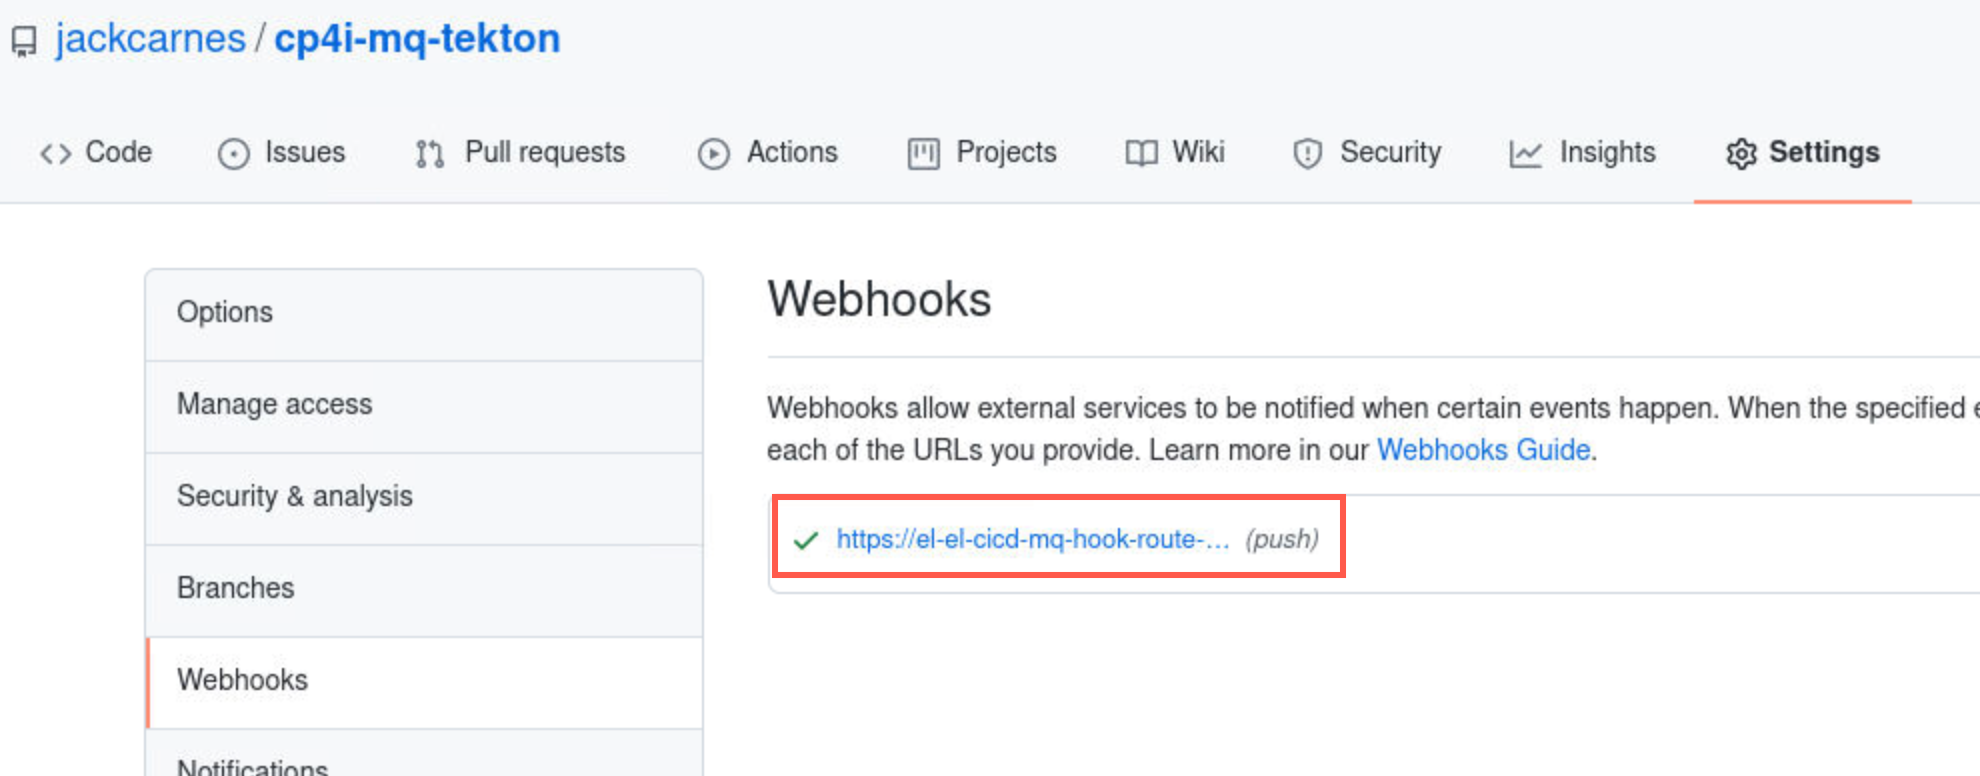 jackcarnes / cp4i-mq-tekton
Code Issues Pull requests Actions Projects Wiki Security Insights Settings
Options
Manage access
Security & analysis
Branches
Webhooks
Notifications
Webhooks
Webhooks allow external services to be notified when certain events happen. When the specified
each of the URLs you provide. Learn more in our Webhooks Guide.
https://el-el-cicd-mq-hook-route-... (push)